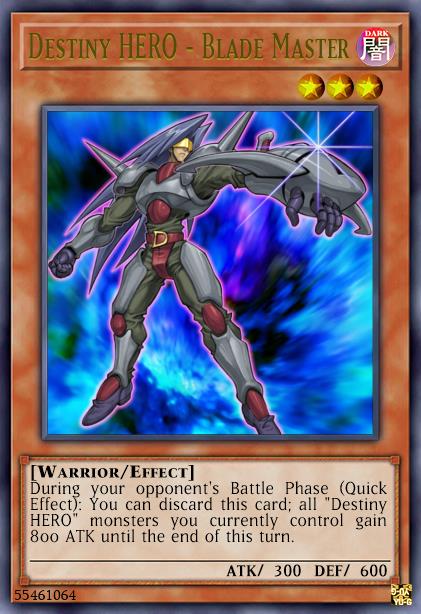 DESTINY HERO - BLADE MASTER
DARK
闇
D
[WARRIOR/EFFECT]
During your opponent's Battle Phase (Quick
Effect): You can discard this card; all "Destiny
HERO" monsters you currently control gain
800 ATK until the end of this turn.
ATK/ 300 DEF/ 600
55461064